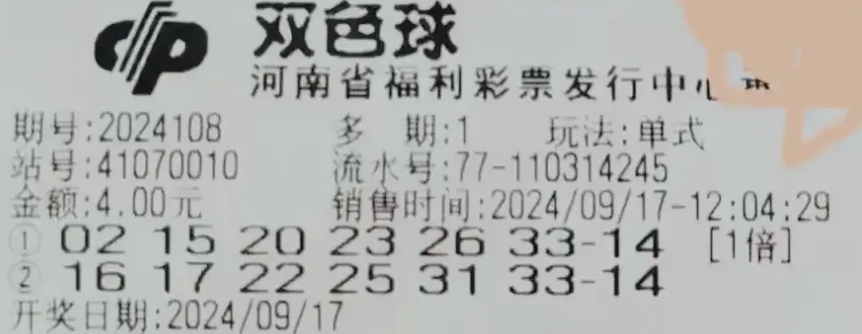 双色球
河南省福利彩票发行中心
期号:2024108 多 期:1 玩法:单式
站号:41070010 流水号:77-110314245
金额:4.00元 销售时间:2024/09/17-12:04:29
① 02 15 20 23 26 33-14 [1倍]
② 16 17 22 25 31 33-14
开奖日期:2024/09/17